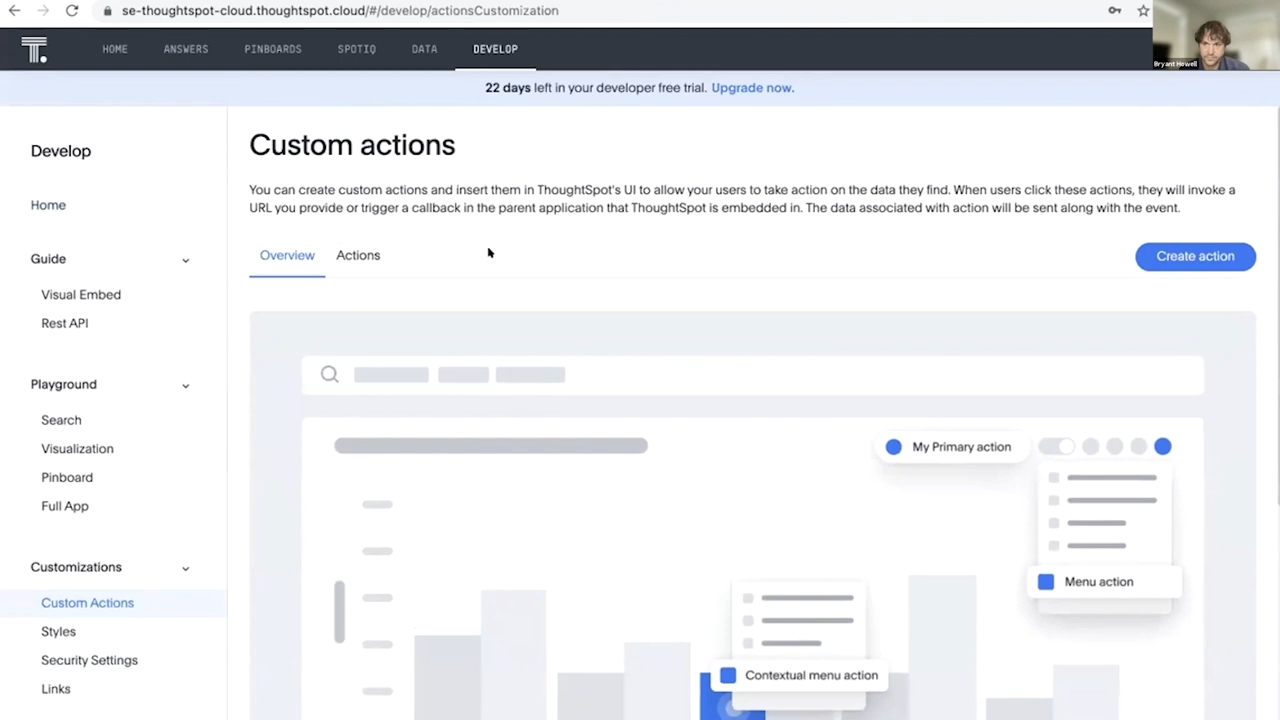 se-thoughtspot-cloud.thoughtspot.cloud/#/develop/actionsCustomization
T.
HOME ANSWERS PINBOARDS SPOTIQ DATA DEVELOP
Bryant Howell
22 days left in your developer free trial. Upgrade now.
Develop
Home
Guide
Visual Embed
Rest API
Playground
Search
Visualization
Pinboard
Full App
Customizations
Custom Actions
Styles
Security Settings
Links
Custom actions
You can create custom actions and insert them in ThoughtSpot's UI to allow your users to take action on the data they find. When users click these actions, they will invoke a
URL you provide or trigger a callback in the parent application that ThoughtSpot is embedded in. The data associated with action will be sent along with the event.
Overview Actions
Create action
My Primary action
Menu action
Contextual menu action